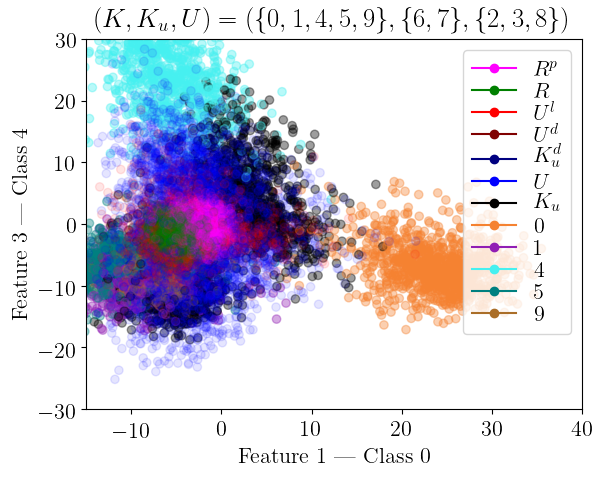 (K, K_u, U) = ({0, 1, 4, 5, 9}, {6, 7}, {2, 3, 8})
Feature 3 — Class 4
30
20
10
0
−10
−20
−30
R^p
R
U^l
U^d
K_u^d
U
K_u
0
1
4
5
9
−10
0
10
20
30
40
Feature 1 — Class 0